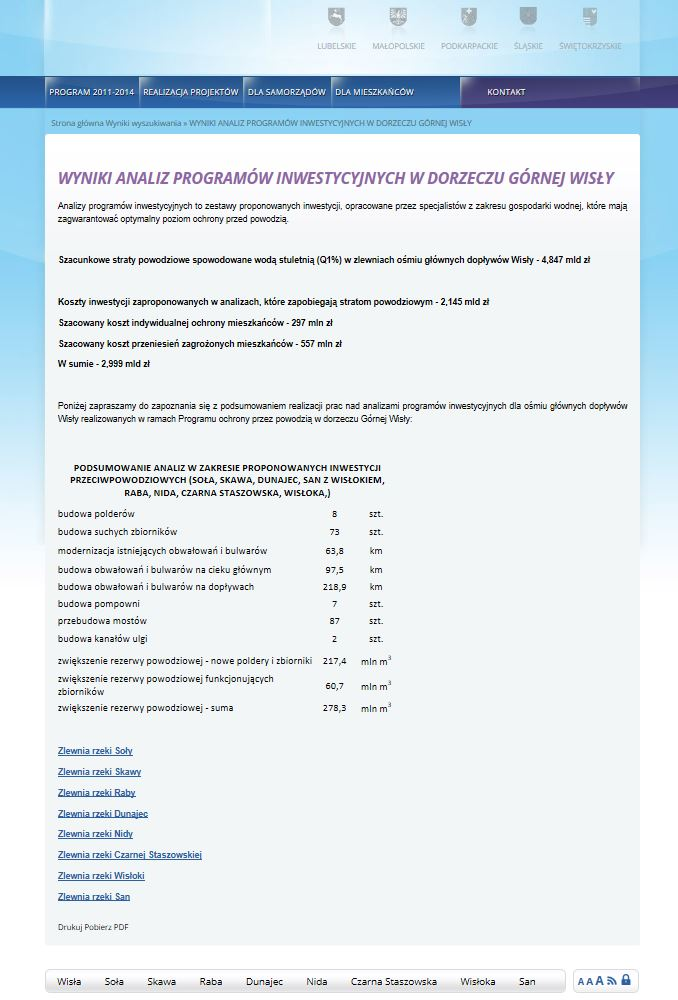 LUBELSKIE MAŁOPOLSKIE PODKARPACKIE ŚLĄSKIE ŚWIĘTOKRZYSKIE
PROGRAM 2011-2014 REALIZACJA PROJEKTÓW DLA SAMORZĄDÓW DLA MIESZKAŃCÓW KONTAKT
Strona główna Wyniki wyszukiwania » WYNIKI ANALIZ PROGRAMÓW INWESTYCYJNYCH W DORZECZU GÓRNEJ WISŁY
WYNIKI ANALIZ PROGRAMÓW INWESTYCYJNYCH W DORZECZU GÓRNEJ WISŁY
Analizy programów inwestycyjnych to zestawy proponowanych inwestycji, opracowane przez specjalistów z zakresu gospodarki wodnej, które mają
zagwarantować optymalny poziom ochrony przed powodzią.
Szacunkowe straty powodziowe spowodowane wodą stuletnią (Q1%) w zlewniach ośmiu głównych dopływów Wisły - 4,847 mld zł
Koszty inwestycji zaproponowanych w analizach, które zapobiegają stratom powodziowym - 2,145 mld zł
Szacowany koszt indywidualnej ochrony mieszkańców - 297 mln zł
Szacowany koszt przeniesień zagrożonych mieszkańców - 557 mln zł
W sumie - 2,999 mld zł
Poniżej zapraszamy do zapoznania się z podsumowaniem realizacji prac nad analizami programów inwestycyjnych dla ośmiu głównych dopływów
Wisły realizowanych w ramach Programu ochrony przez powodzią w dorzeczu Górnej Wisły:
PODSUMOWANIE ANALIZ W ZAKRESIE PROPONOWANYCH INWESTYCJI
PRZECIWPOWODZIOWYCH (SOŁA, SKAWA, DUNAJEC, SAN Z WISŁOKIEM,
RABA, NIDA, CZARNA STASZOWSKA, WISŁOKA,)
budowa polderów 8 szt.
budowa suchych zbiorników 73 szt.
modernizacja istniejących obwałowań i bulwarów 63,8 km
budowa obwałowań i bulwarów na cieku głównym 97,5 km
budowa obwałowań i bulwarów na dopływach 218,9 km
budowa pompowni 7 szt.
przebudowa mostów 87 szt.
budowa kanałów ulgi 2 szt.
zwiększenie rezerwy powodziowej - nowe poldery i zbiorniki 217,4 mln m³
zwiększenie rezerwy powodziowej funkcjonujących
zbiorników 60,7 mln m³
zwiększenie rezerwy powodziowej - suma 278,3 mln m³
Zlewnia rzeki Soły
Zlewnia rzeki Skawy
Zlewnia rzeki Raby
Zlewnia rzeki Dunajec
Zlewnia rzeki Nidy
Zlewnia rzeki Czarnej Staszowskiej
Zlewnia rzeki Wisłoki
Zlewnia rzeki San
Drukuj Pobierz PDF
Wisła Soła Skawa Raba Dunajec Nida Czarna Staszowska Wisłoka San A A A